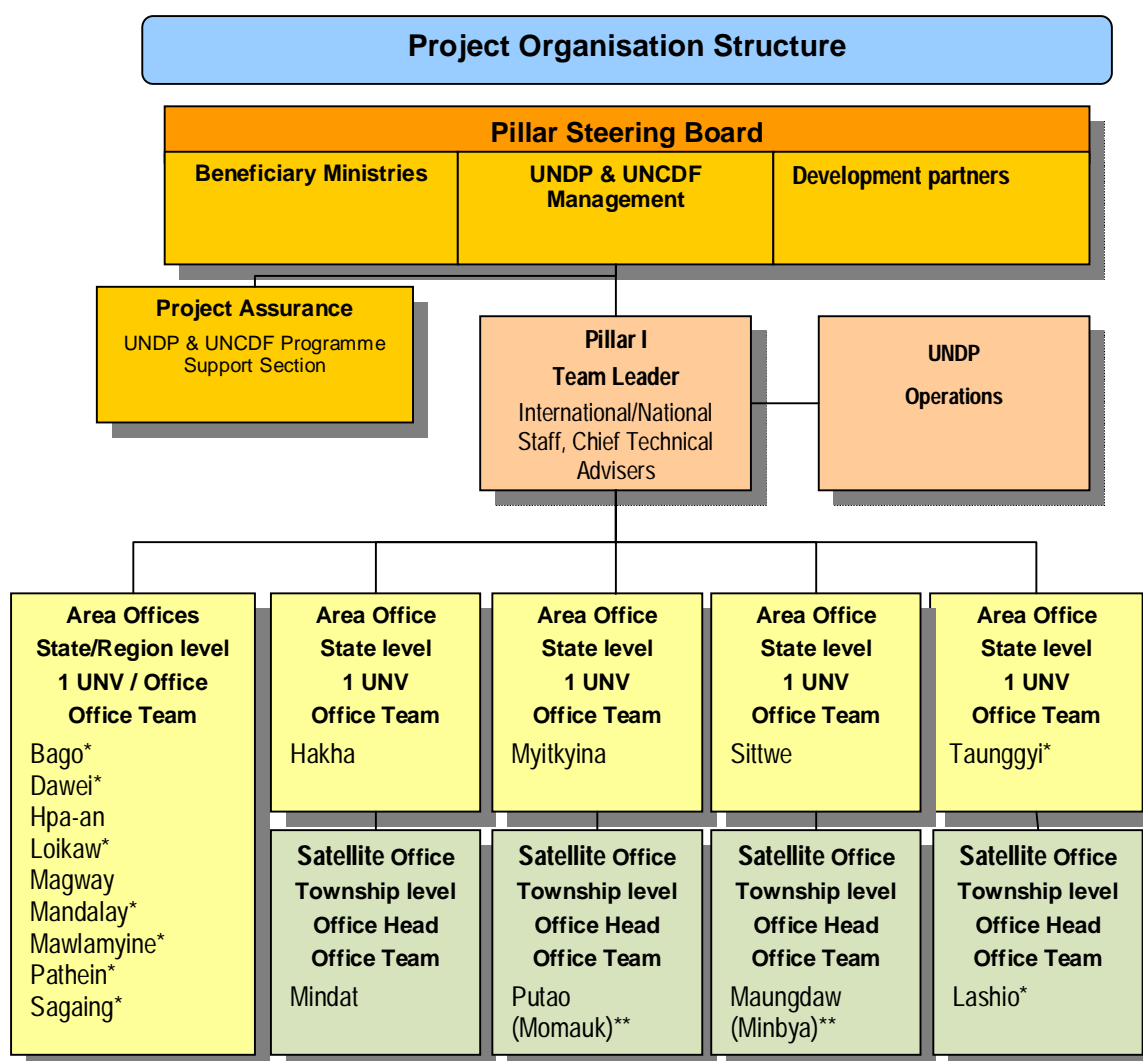 Project Organisation Structure
Pillar Steering Board
Beneficiary Ministries
UNDP & UNCDF
Management
Development partners
Project Assurance
UNDP & UNCDF Programme
Support Section
Pillar I
Team Leader
International/National
Staff, Chief Technical
Advisers
UNDP
Operations
Area Offices
State/Region level
1 UNV / Office
Office Team
Bago*
Dawei*
Hpa-an
Loikaw*
Magway
Mandalay*
Mawlamyine*
Pathein*
Sagaing*
Area Office
State level
1 UNV
Office Team
Hakha
Area Office
State level
1 UNV
Office Team
Myitkyina
Area Office
State level
1 UNV
Office Team
Sittwe
Area Office
State level
1 UNV
Office Team
Taunggyi*
Satellite Office
Township level
Office Head
Office Team
Mindat
Satellite Office
Township level
Office Head
Office Team
Putao
(Momauk)**
Satellite Office
Township level
Office Head
Office Team
Maungdaw
(Minbya)**
Satellite Office
Township level
Office Head
Office Team
Lashio*